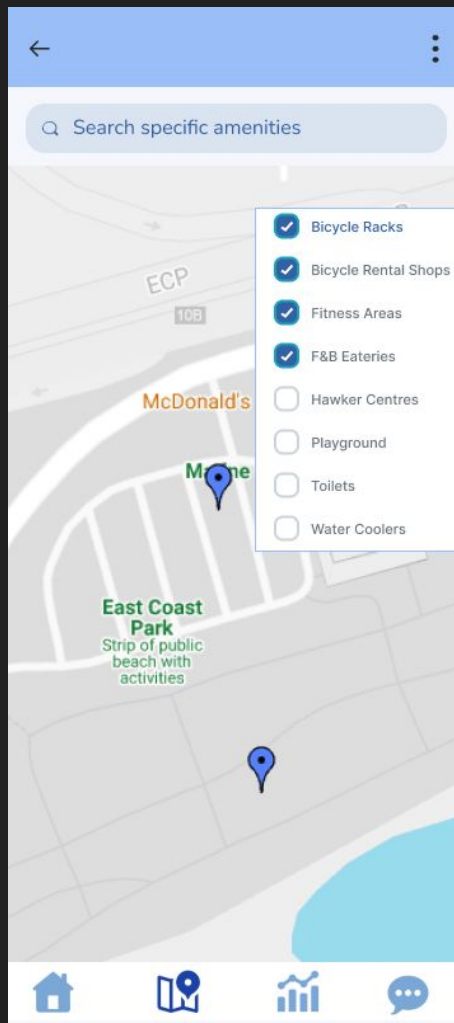 Search specific amenities
Bicycle Racks
Bicycle Rental Shops
ECP
10B
Fitness Areas
F&B Eateries
McDonald's
Hawker Centres
Playground
Toilets
Water Coolers
East Coast
Park
Strip of public
beach with
activities